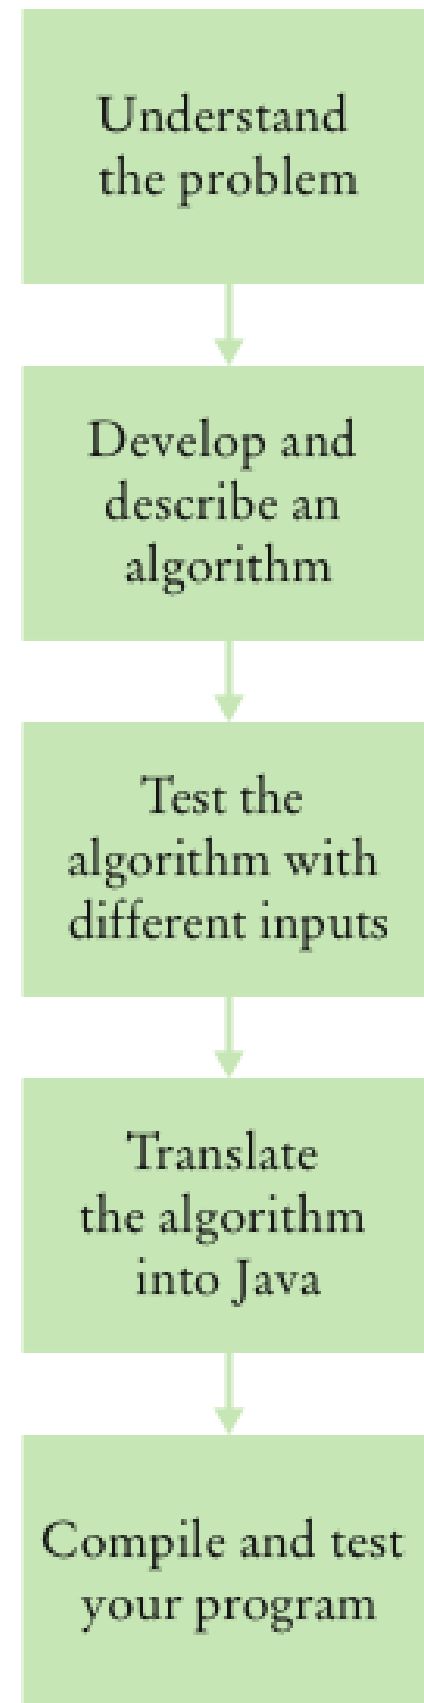 Understand
the problem
Develop and
describe an
algorithm
Test the
algorithm with
different inputs
Translate
the algorithm
into Java
Compile and test
your program